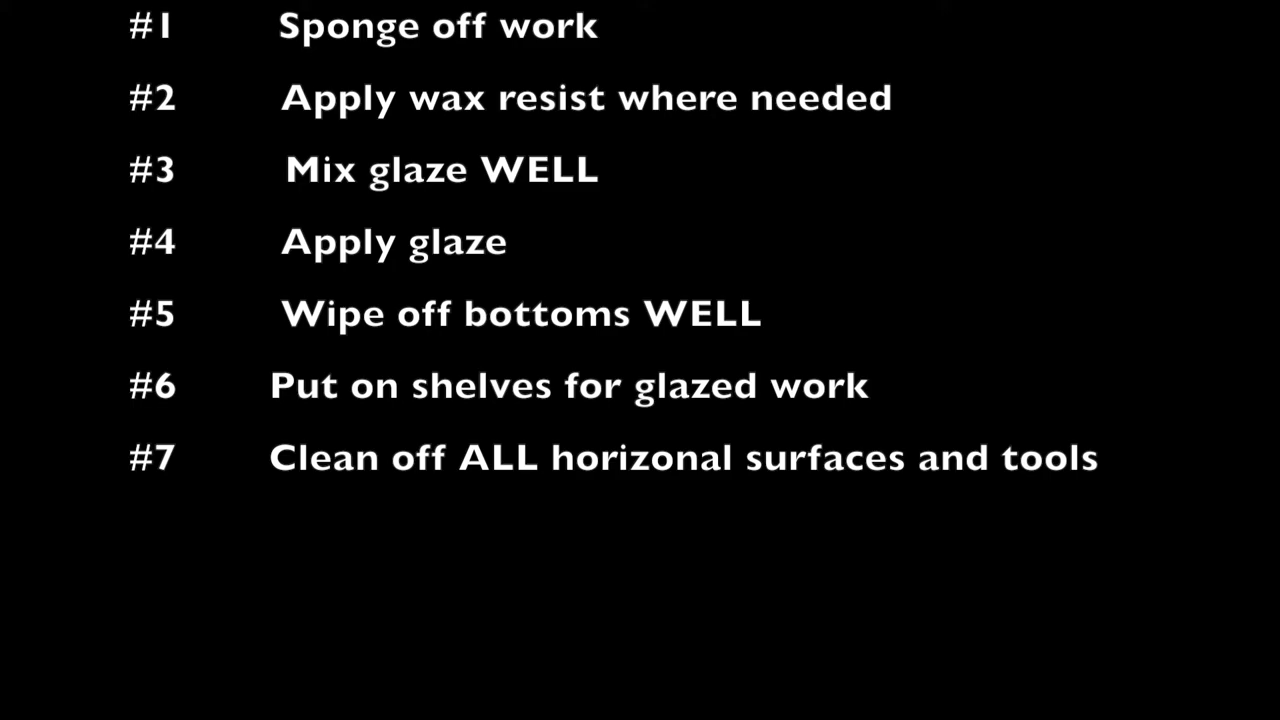 #1 Sponge off work
#2 Apply wax resist where needed
#3 Mix glaze WELL
#4 Apply glaze
#5 Wipe off bottoms WELL
#6 Put on shelves for glazed work
#7 Clean off ALL horizonal surfaces and tools